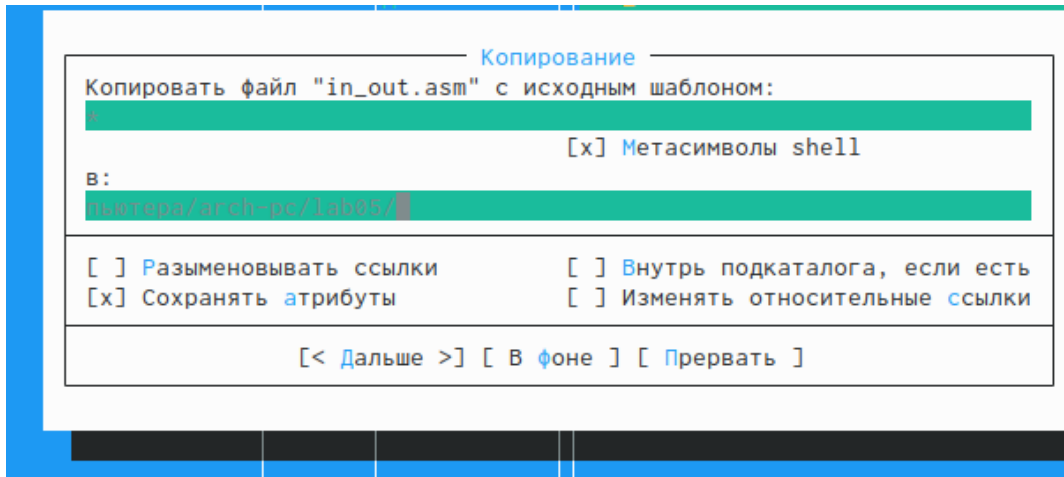 Копирование
Копировать файл "in_out.asm" с исходным шаблоном:
*
[x] Метасимволы shell
в:
пьютера/arch-pc/lab05/
[ ] Разыменовывать ссылки [ ] Внутрь подкаталога, если есть
[x] Сохранять атрибуты [ ] Изменять относительные ссылки
[< Дальше >] [ В фоне ] [ Прервать ]